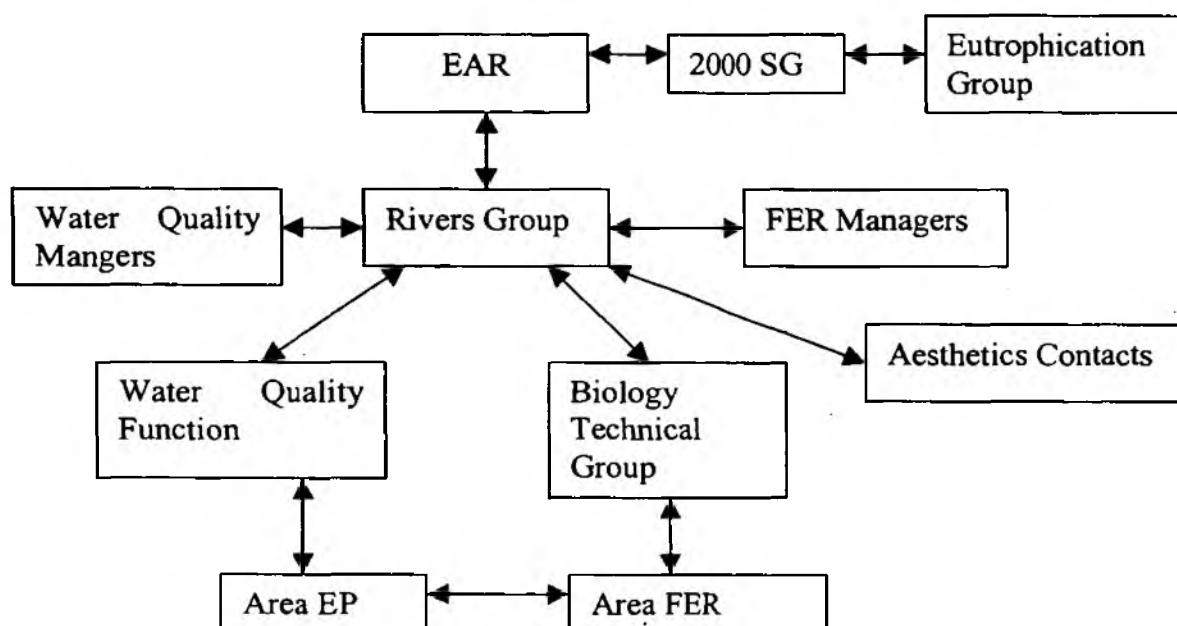 EAR
2000 SG
Eutrophication
Group
Water Quality
Mangers
Rivers Group
FER Managers
Aesthetics Contacts
Water Quality
Function
Biology
Technical
Group
Area EP
Area FER